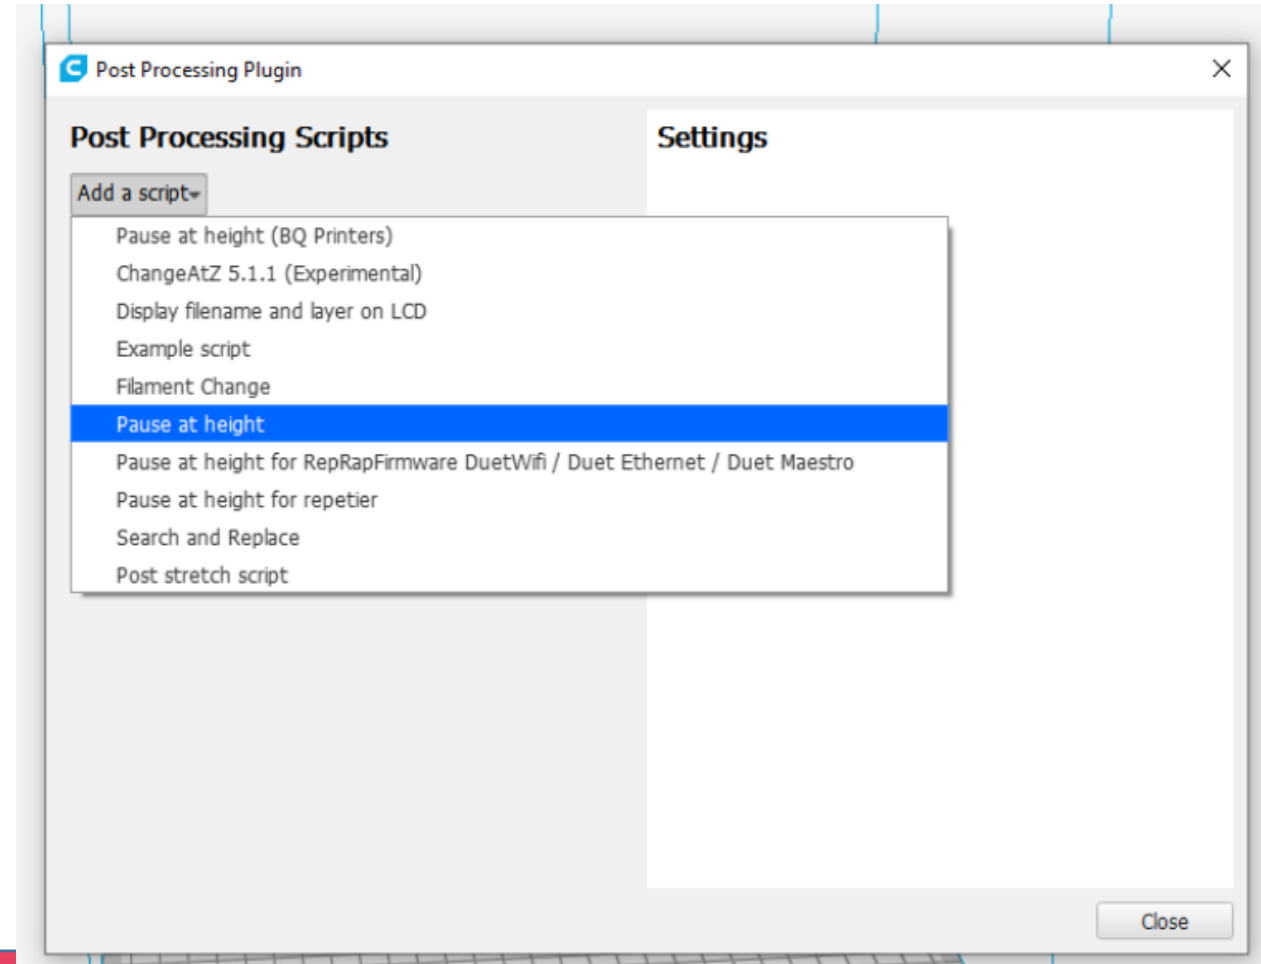 Post Processing Plugin
Post Processing Scripts
Settings
Add a script
Pause at height (BQ Printers)
ChangeAtZ 5.1.1 (Experimental)
Display filename and layer on LCD
Example script
Filament Change
Pause at height
Pause at height for RepRapFirmware DuetWifi / Duet Ethernet / Duet Maestro
Pause at height for repetier
Search and Replace
Post stretch script
Close